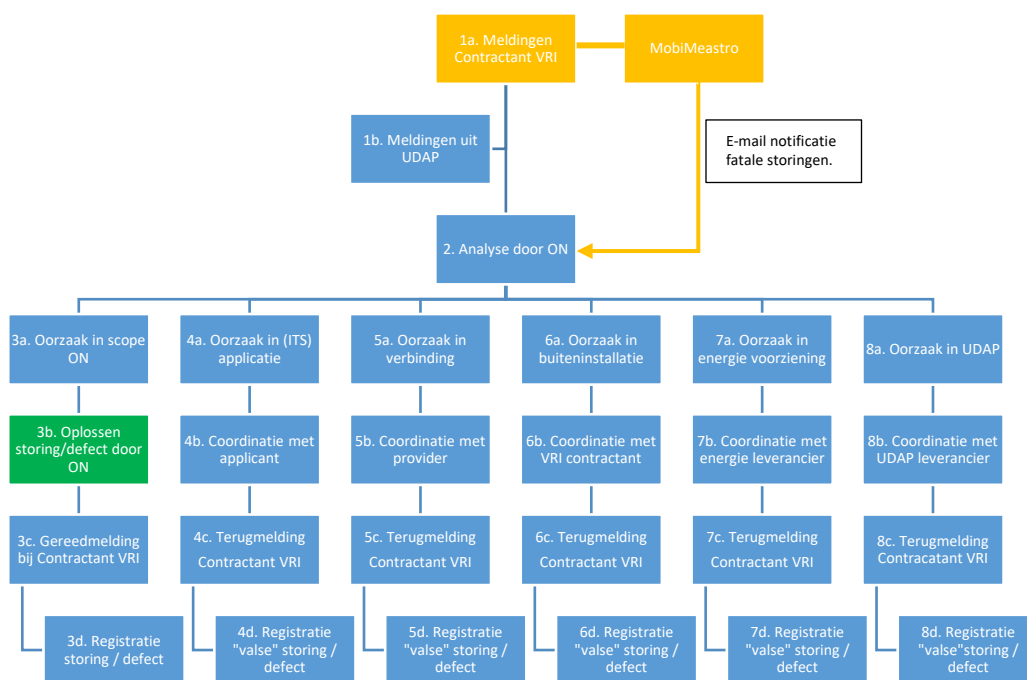 1a. Meldingen
Contractant VRI
MobiMeastro
1b. Meldingen uit
UDAP
E-mail notificatie
fatale storingen.
2. Analyse door ON
3a. Oorzaak in scope
ON
4a. Oorzaak in (ITS)
applicatie
5a. Oorzaak in
verbinding
6a. Oorzaak in
buiteninstallatie
7a. Oorzaak in
energie voorziening
8a. Oorzaak in UDAP
3b. Oplossen
storing/defect door
ON
4b. Coordinatie met
applicant
5b. Coordinatie met
provider
6b. Coordinatie met
VRI contractant
7b. Coordinatie met
energie leverancier
8b. Coordinatie met
UDAP leverancier
3c. Gereedmelding
bij Contractant VRI
4c. Terugmelding
Contractant VRI
5c. Terugmelding
Contractant VRI
6c. Terugmelding
Contractant VRI
7c. Terugmelding
Contractant VRI
8c. Terugmelding
Contracatant VRI
3d. Registratie
storing / defect
4d. Registratie
"valse" storing /
defect
5d. Registratie
"valse" storing /
defect
6d. Registratie
"valse" storing /
defect
7d. Registratie
"valse" storing /
defect
8d. Registratie
"valse"storing /
defect